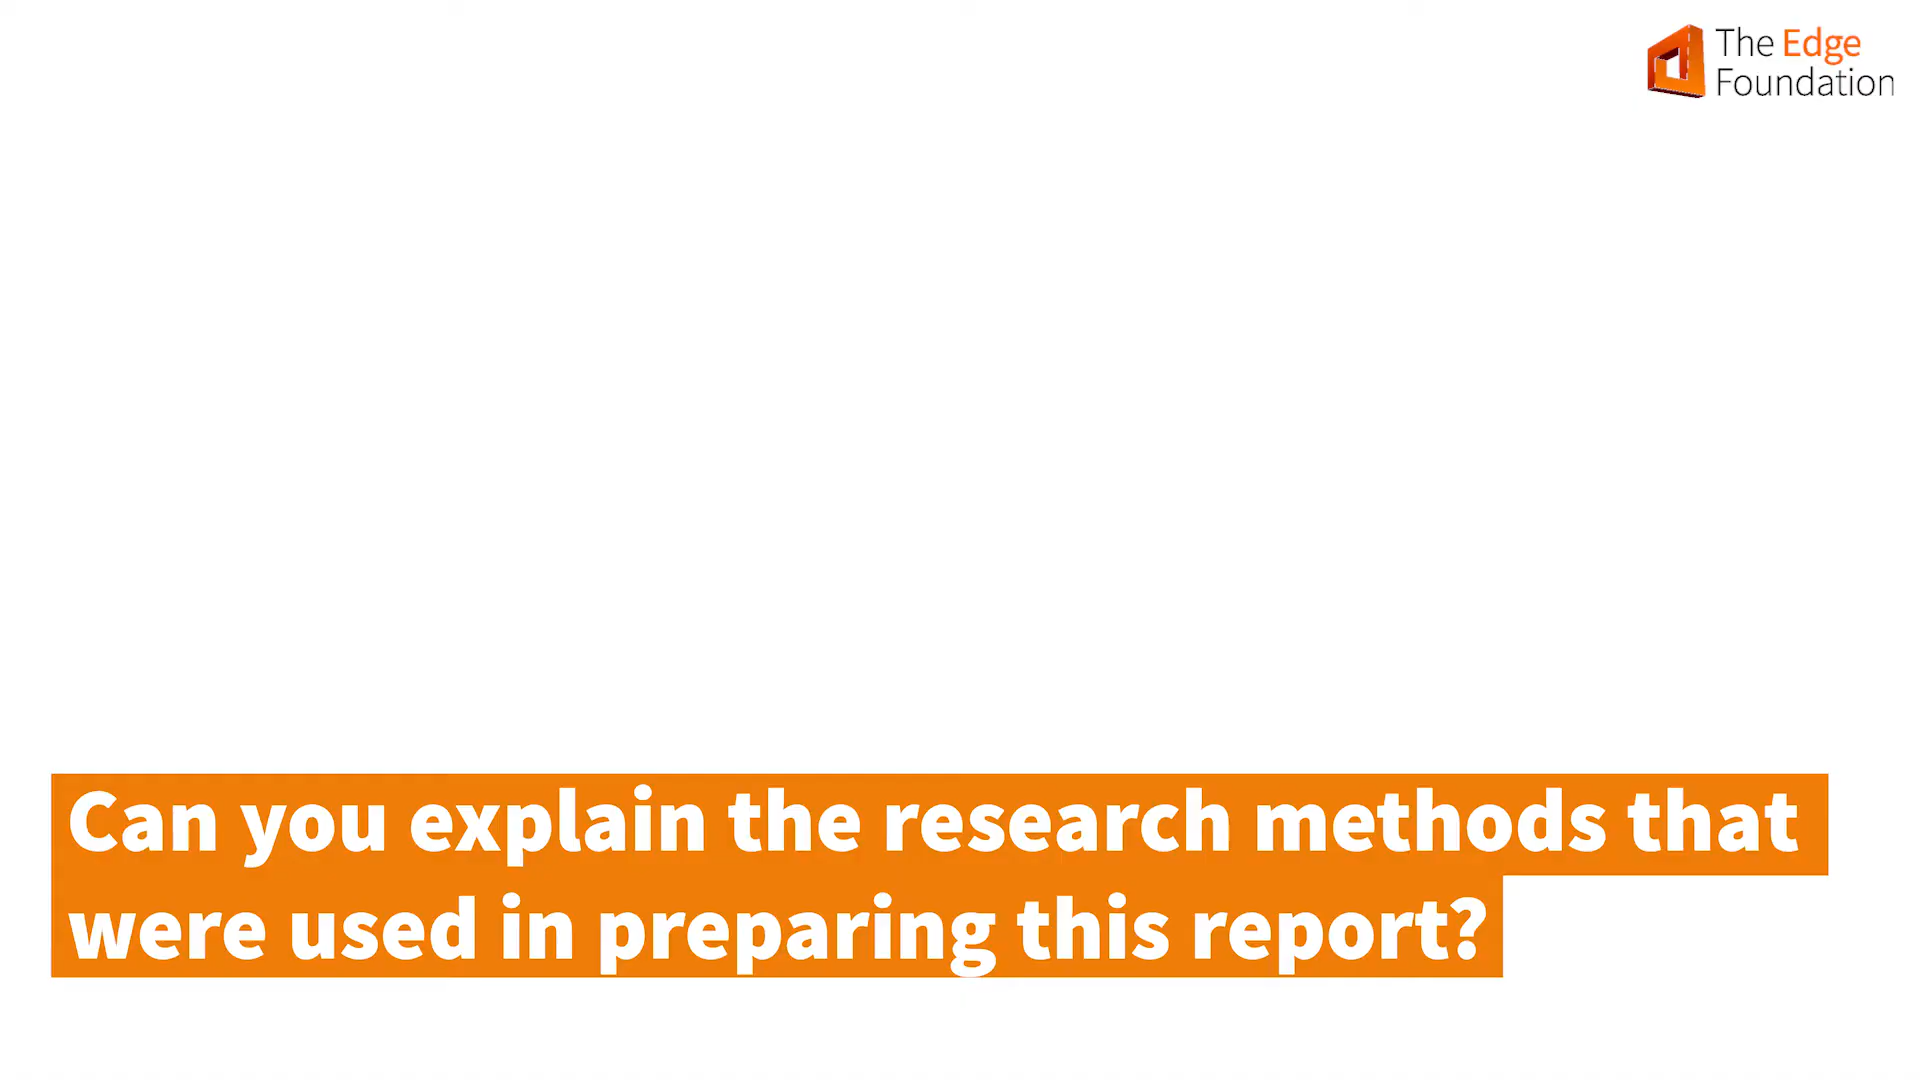 The Edge
Foundation
Can you explain the research methods that
were used in preparing this report?